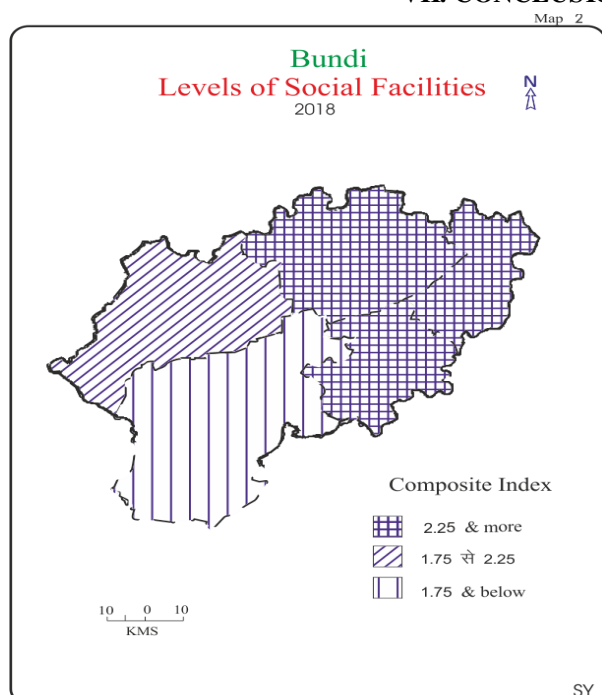 Map 2
Bundi
Levels of Social Facilities
2018
N
Composite Index
2.25 & more
1.75 से 2.25
1.75 & below
10 0 10
KMS
SY